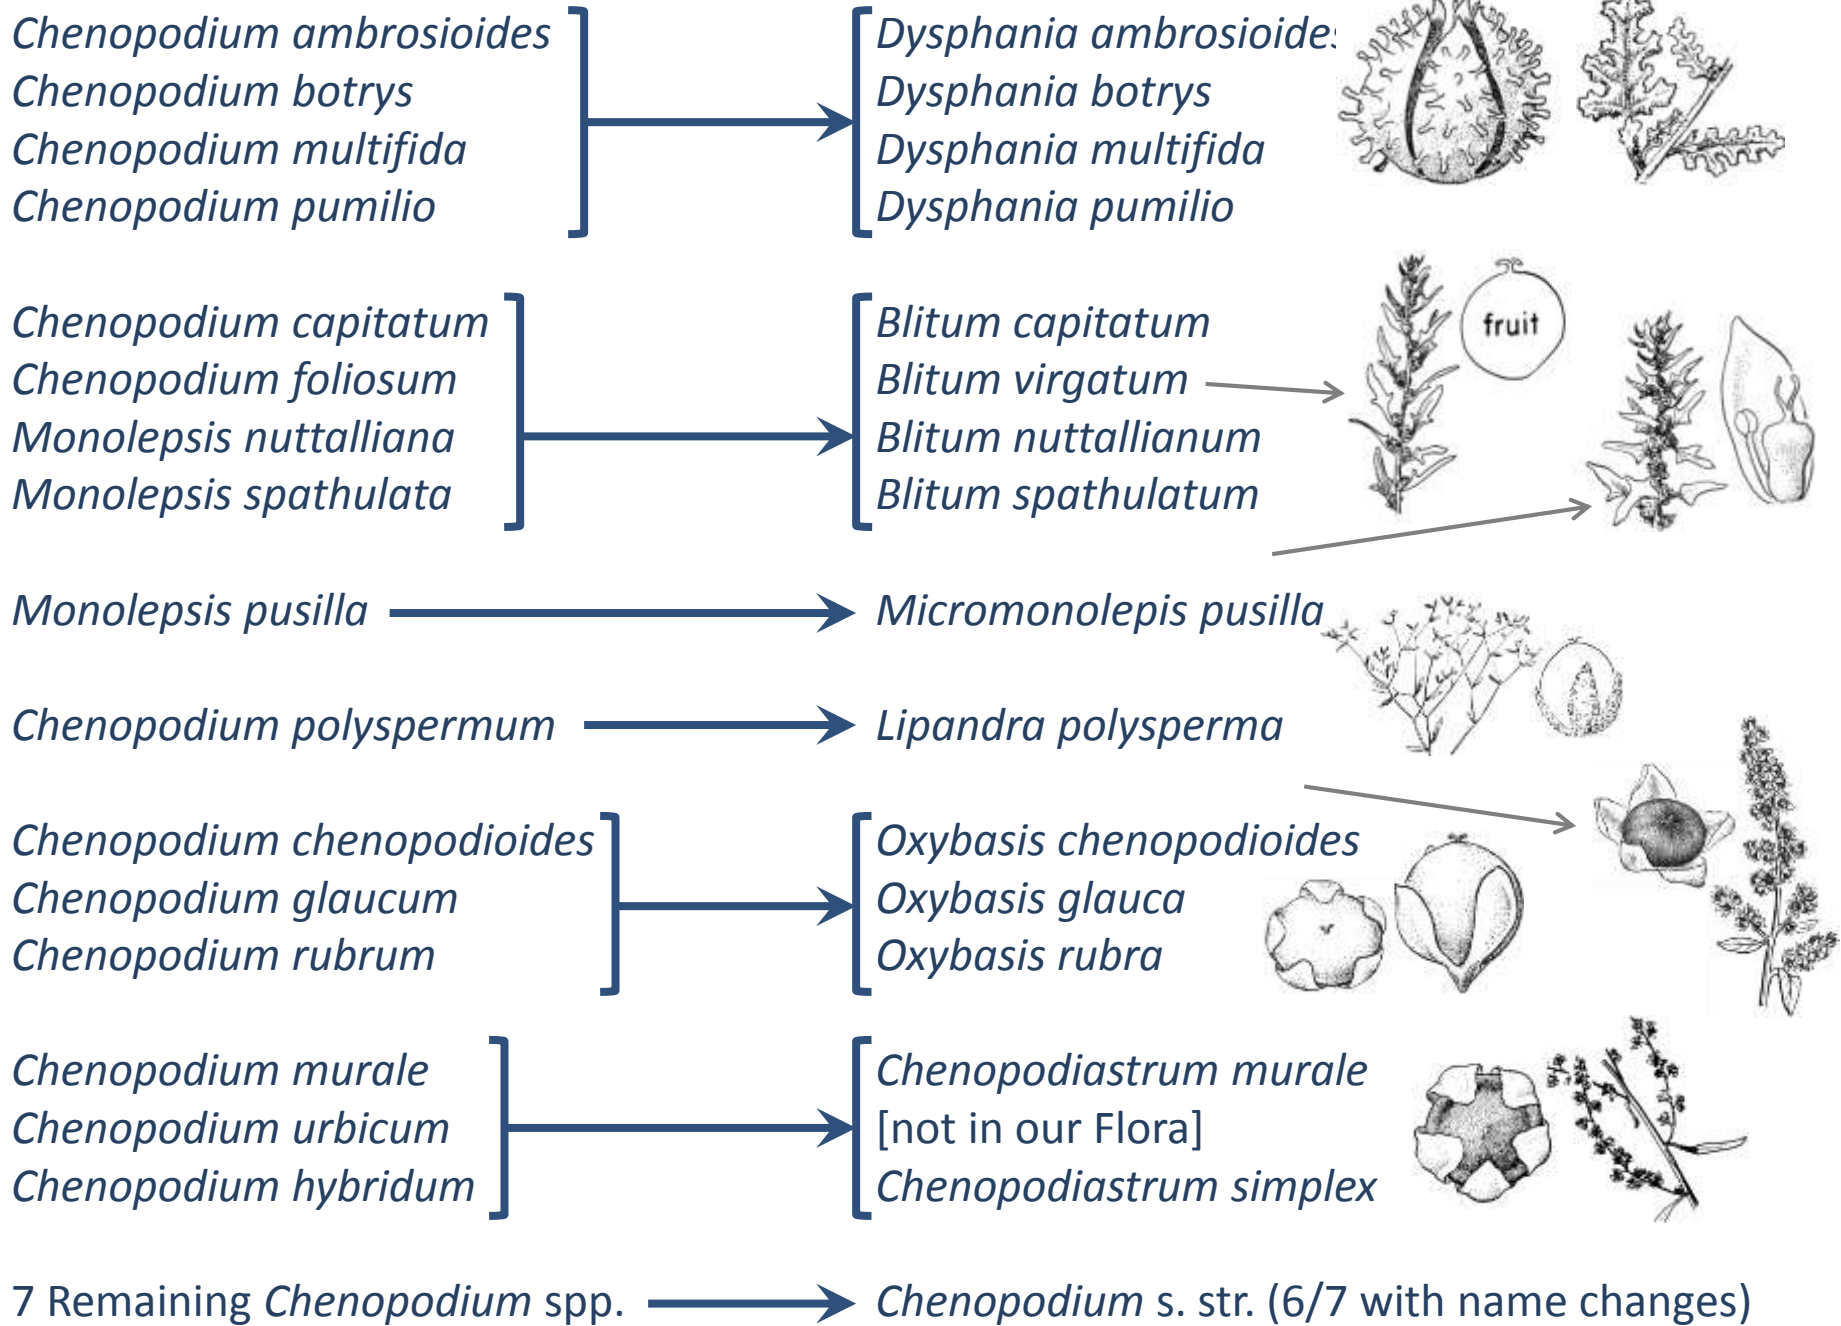 Chenopodium ambrosioides
Chenopodium botrys
Chenopodium multifida
Chenopodium pumilio
Dysphania ambrosioides
Dysphania botrys
Dysphania multifida
Dysphania pumilio
Chenopodium capitatum
Chenopodium foliosum
Monolepsis nuttalliana
Monolepsis spathulata
Blitum capitatum
Blitum virgatum
Blitum nuttallianum
Blitum spathulatum
fruit
Monolepsis pusilla
Micromonolepis pusilla
Chenopodium polyspermum
Lipandra polysperma
Chenopodium chenopodioides
Chenopodium glaucum
Chenopodium rubrum
Oxybasis chenopodioides
Oxybasis glauca
Oxybasis rubra
Chenopodium murale
Chenopodium urbicum
Chenopodium hybridum
Chenopodiastrum murale
[not in our Flora]
Chenopodiastrum simplex
7 Remaining Chenopodium spp.
Chenopodium s. str. (6/7 with name changes)